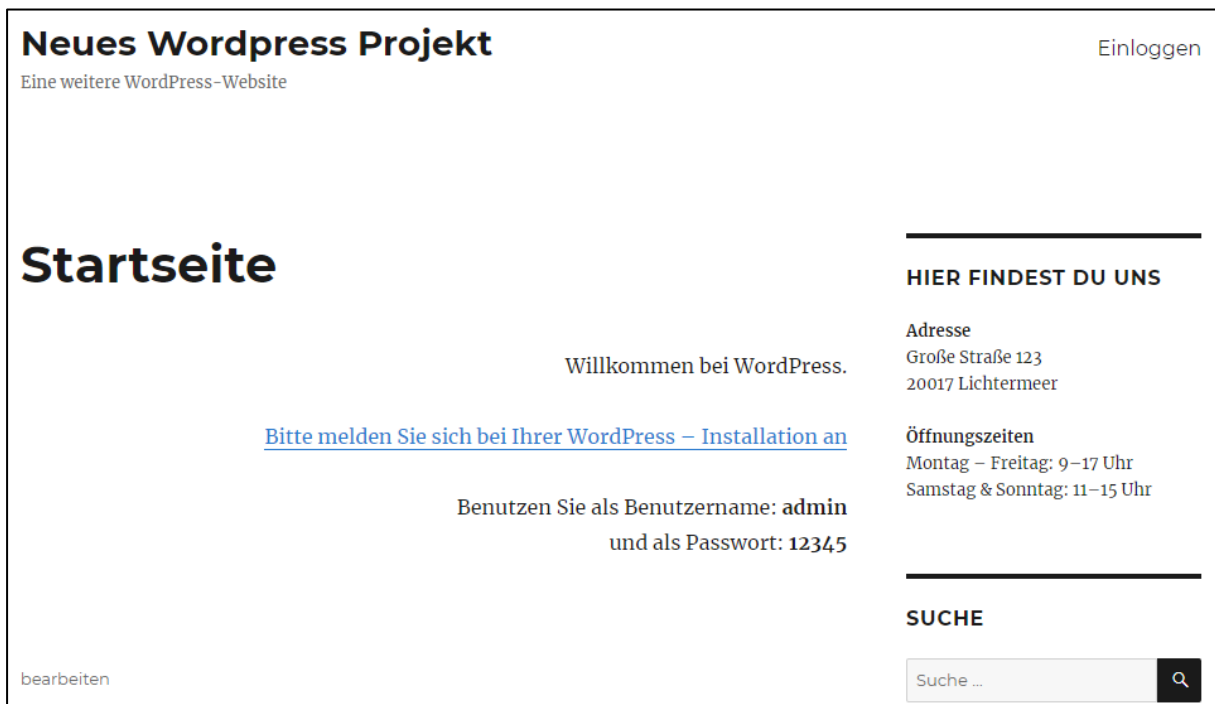 Neues Wordpress Projekt
Eine weitere WordPress-Website
Einloggen
Startseite
Willkommen bei WordPress.
Bitte melden Sie sich bei Ihrer WordPress – Installation an
Benutzen Sie als Benutzername: admin
und als Passwort: 12345
bearbeiten
HIER FINDEST DU UNS
Adresse
Große Straße 123
20017 Lichtermeer
Öffnungszeiten
Montag – Freitag: 9–17 Uhr
Samstag & Sonntag: 11–15 Uhr
SUCHE
Suche ...